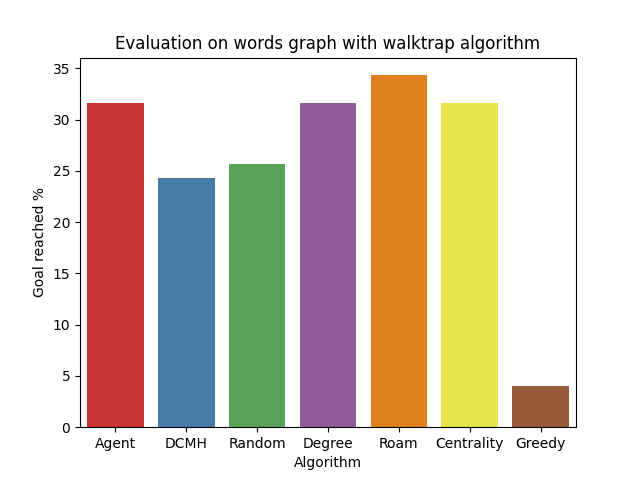 Evaluation on words graph with walktrap algorithm
35
30
25
20
15
10
5
0
Goal reached %
Agent DCMH Random Degree Roam Centrality Greedy
Algorithm